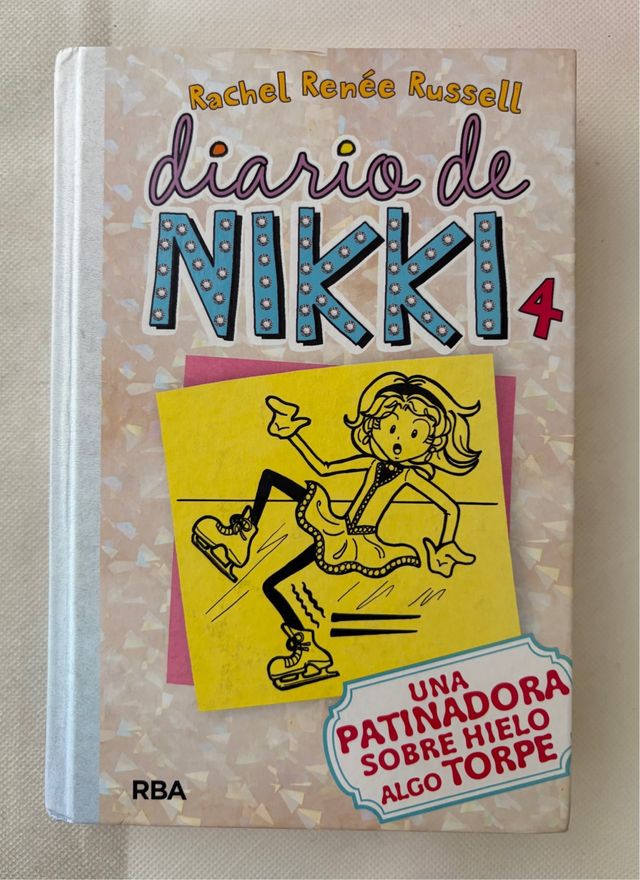 Rachel Renée Russell
diario de
NIKKI 4
UNA
PATINADORA
SOBRE HIELO
ALGO TORPE
RBA